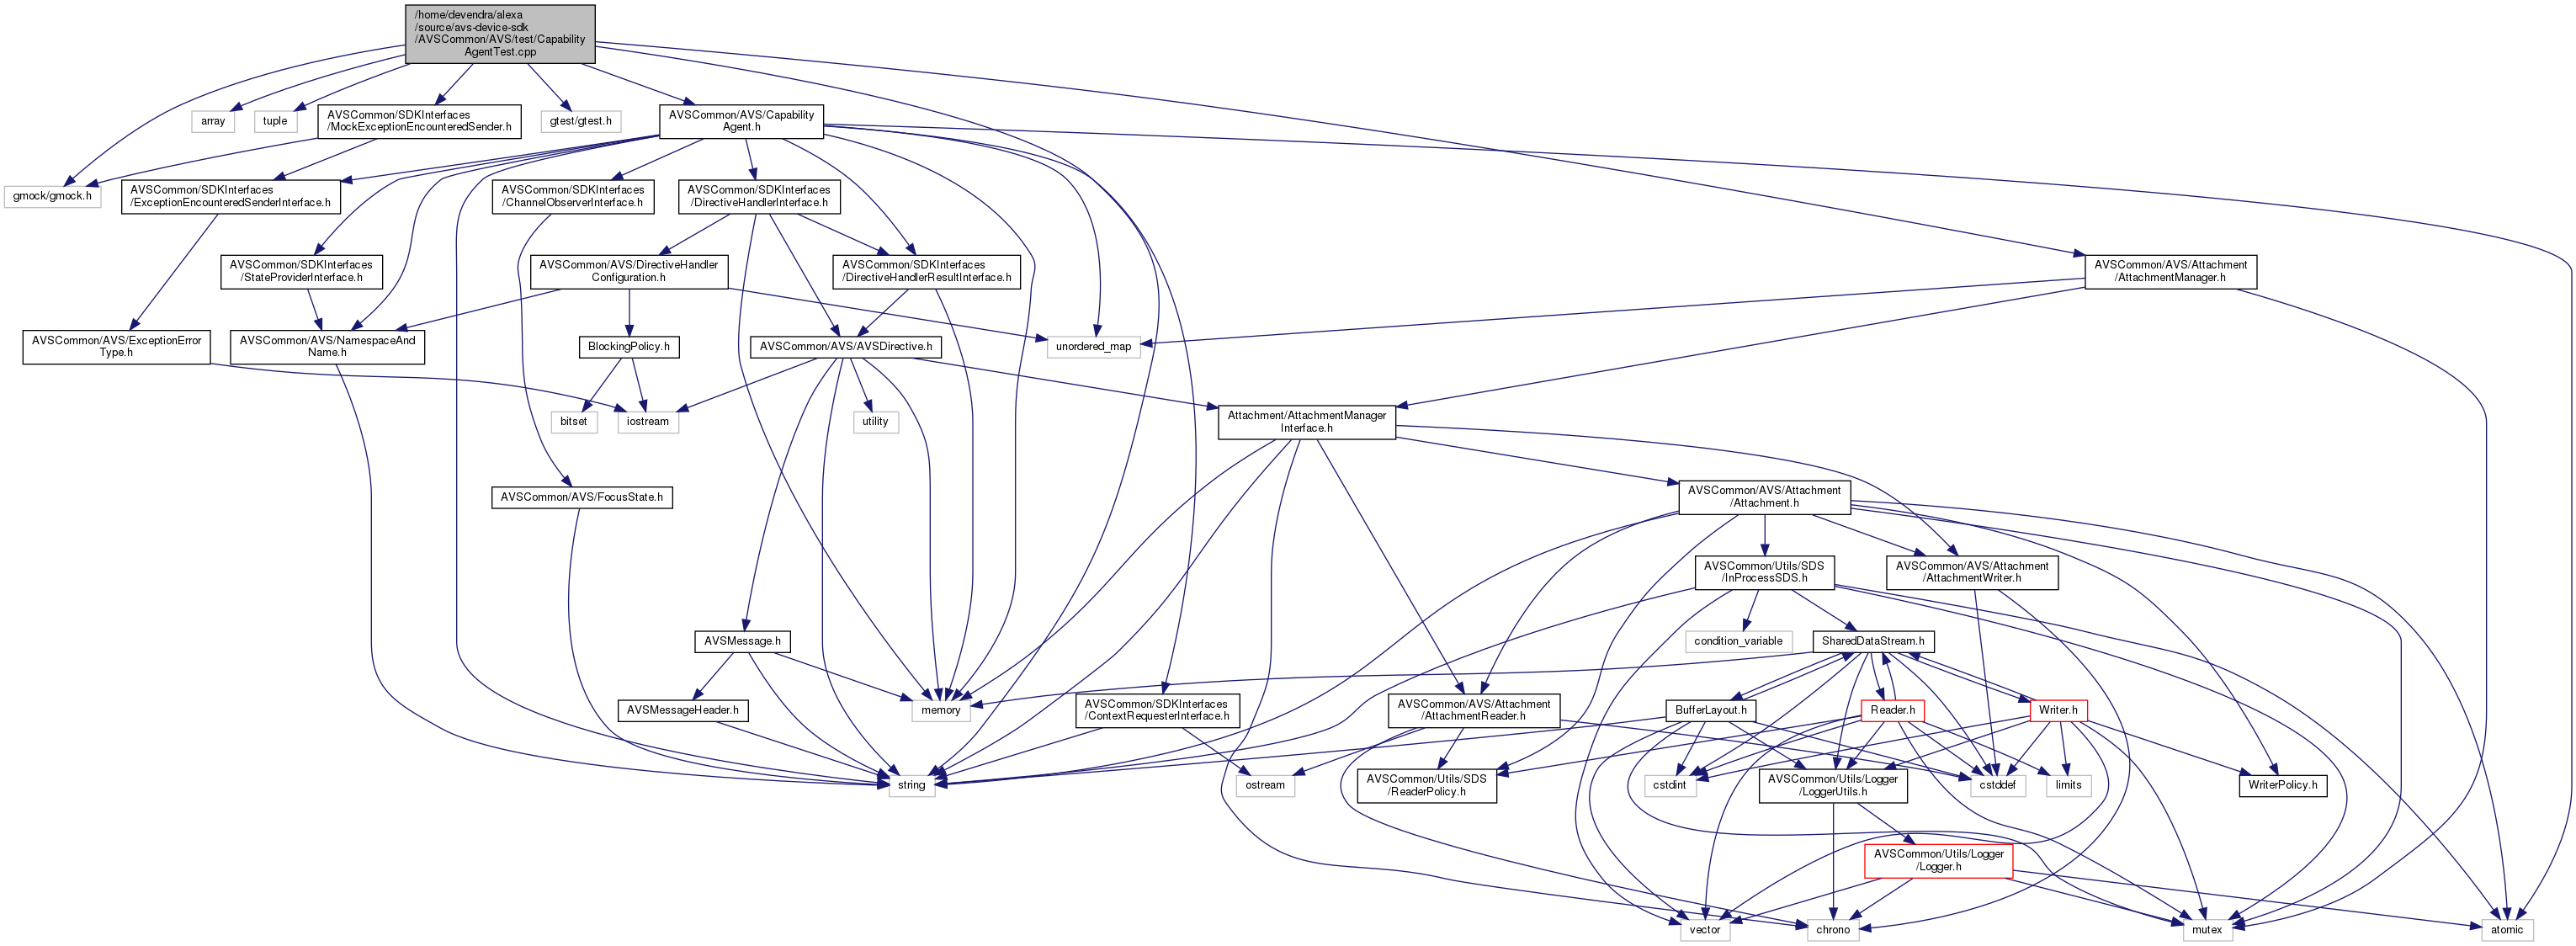 /home/devendra/alexa
/source/avs-device-sdk
/AVSCommon/AVS/test/Capability
AgentTest.cpp
array
tuple
AVSCommon/SDKInterfaces
/MockExceptionEncounteredSender.h
gtest/gtest.h
AVSCommon/AVS/Capability
Agent.h
gmock/gmock.h
AVSCommon/SDKInterfaces
/ExceptionEncounteredSenderInterface.h
AVSCommon/SDKInterfaces
/ChannelObserverInterface.h
AVSCommon/SDKInterfaces
/DirectiveHandlerInterface.h
AVSCommon/SDKInterfaces
/StateProviderInterface.h
AVSCommon/AVS/DirectiveHandler
Configuration.h
AVSCommon/SDKInterfaces
/DirectiveHandlerResultInterface.h
AVSCommon/AVS/Attachment
/AttachmentManager.h
AVSCommon/AVS/ExceptionError
Type.h
AVSCommon/AVS/NamespaceAnd
Name.h
BlockingPolicy.h
AVSCommon/AVS/AVSDirective.h
unordered_map
bitset
iostream
utility
Attachment/AttachmentManager
Interface.h
AVSCommon/AVS/FocusState.h
AVSCommon/AVS/Attachment
/Attachment.h
AVSCommon/Utils/SDS
/InProcessSDS.h
AVSCommon/AVS/Attachment
/AttachmentWriter.h
AVSMessage.h
condition_variable
SharedDataStream.h
AVSMessageHeader.h
memory
AVSCommon/SDKInterfaces
/ContextRequesterInterface.h
AVSCommon/AVS/Attachment
/AttachmentReader.h
BufferLayout.h
Reader.h
Writer.h
string
ostream
AVSCommon/Utils/SDS
/ReaderPolicy.h
cstdint
AVSCommon/Utils/Logger
/LoggerUtils.h
cstddef
limits
WriterPolicy.h
AVSCommon/Utils/Logger
/Logger.h
vector
chrono
mutex
atomic